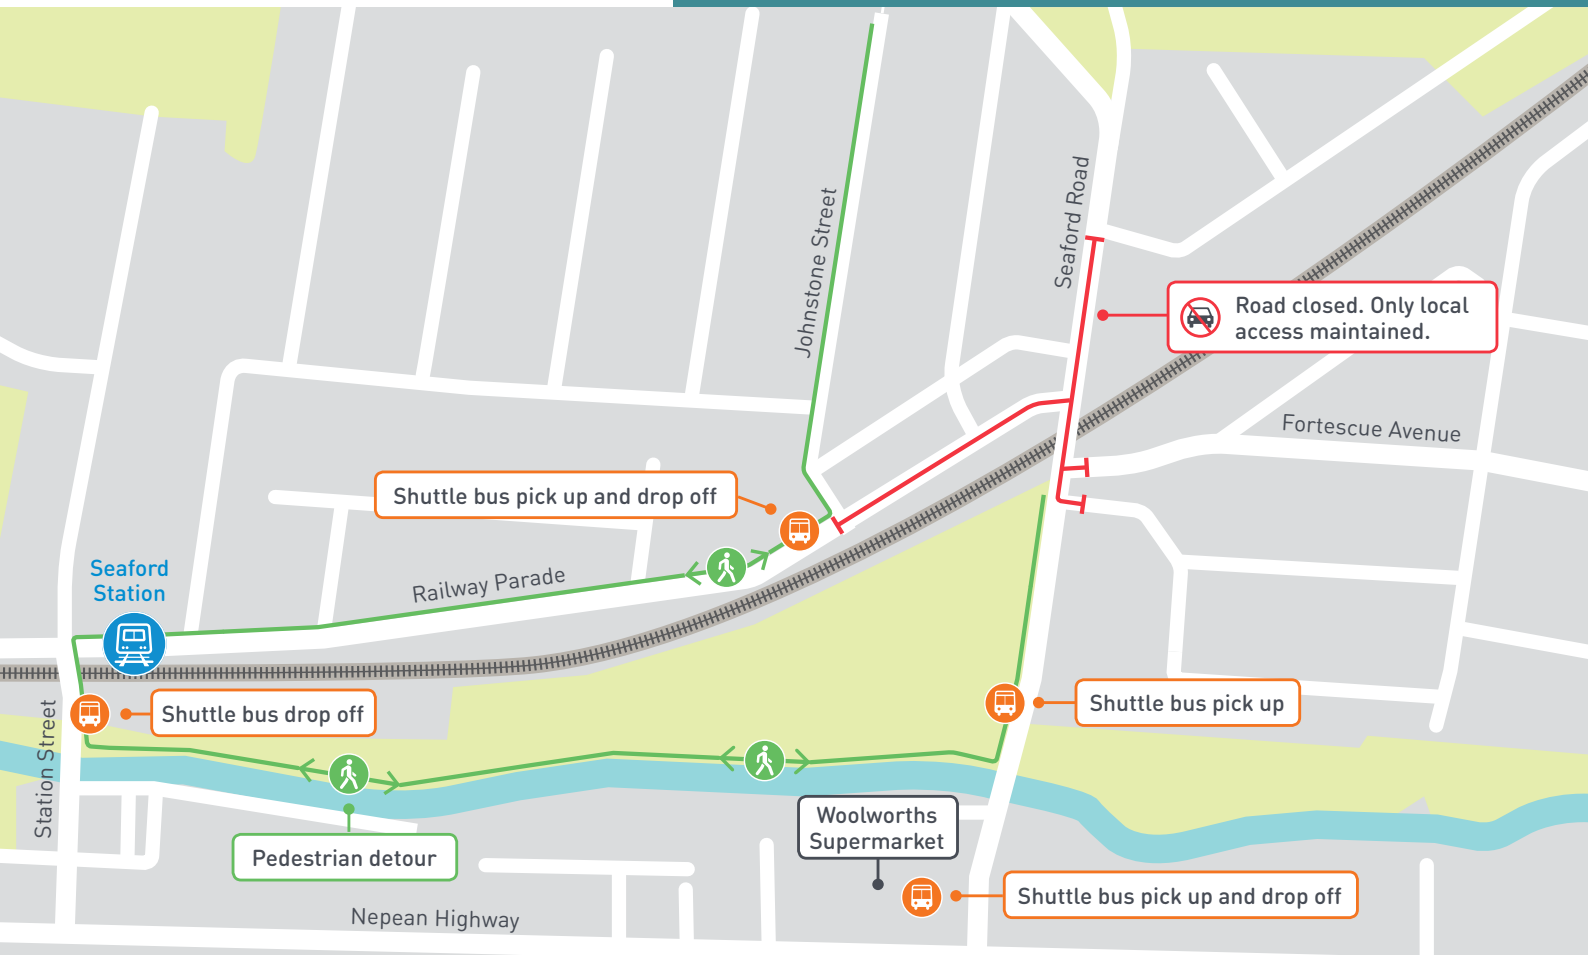 Johnstone Street
Seaford Road
Road closed. Only local
access maintained.
Fortescue Avenue
Shuttle bus pick up and drop off
Seaford
Station
Railway Parade
Shuttle bus drop off
Shuttle bus pick up
Station Street
Woolworths
Supermarket
Pedestrian detour
Shuttle bus pick up and drop off
Nepean Highway